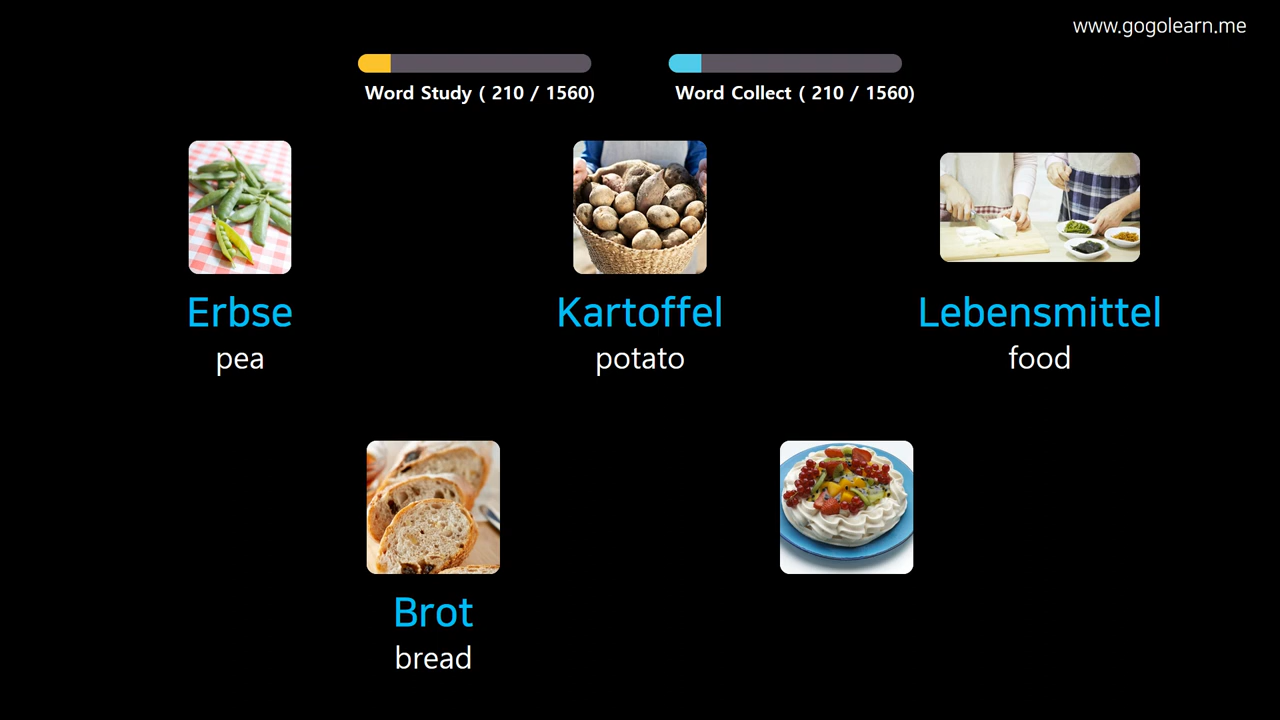 www.gogolearn.me
Word Study ( 210 / 1560)
Word Collect ( 210 / 1560)
Erbse
pea
Kartoffel
potato
Lebensmittel
food
Brot
bread